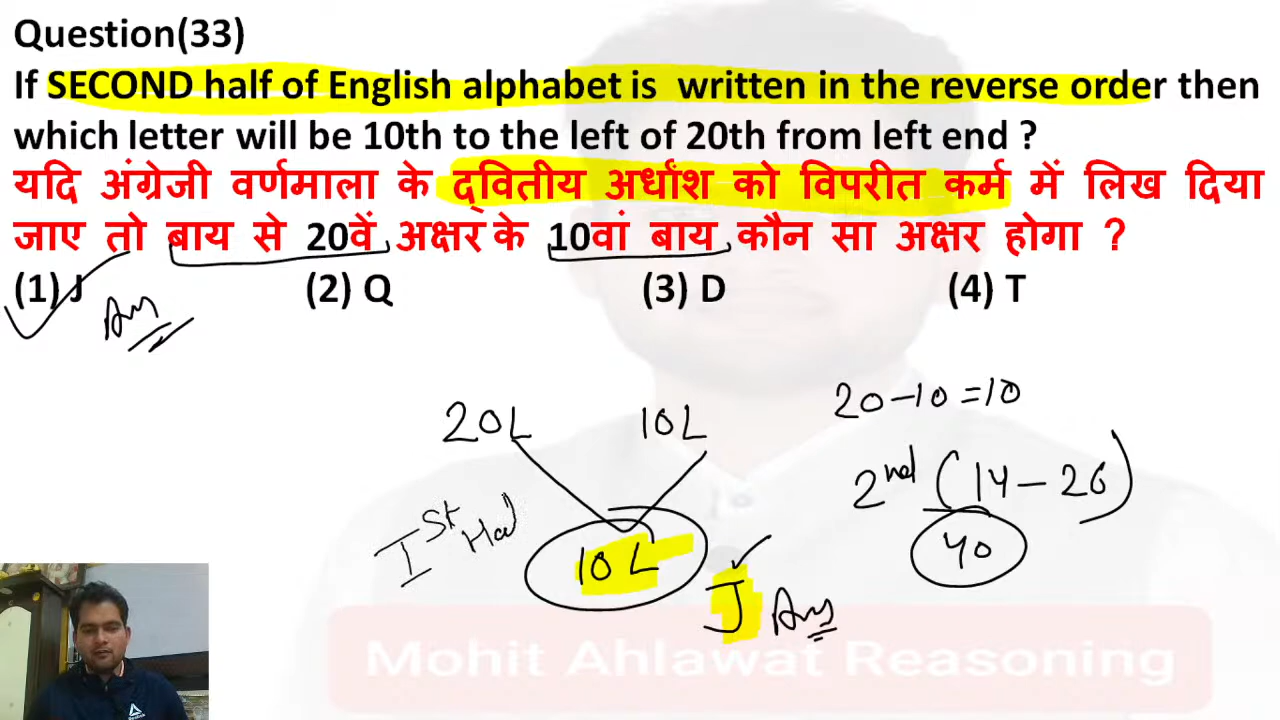 Question(33)
If SECOND half of English alphabet is written in the reverse order then
which letter will be 10th to the left of 20th from left end ?
यदि अंग्रेजी वर्णमाला के द्वितीय अर्धांश को विपरीत कर्म में लिख दिया
जाए तो बाय से 20वें अक्षर के 10वां बाय कौन सा अक्षर होगा ?
(1) J (2) Q (3) D (4) T
Ans
20L 10L 20-10=10
2nd (14-26)
Ist Half
10 L 40
J Ans
Mohit Ahlawat Reasoning